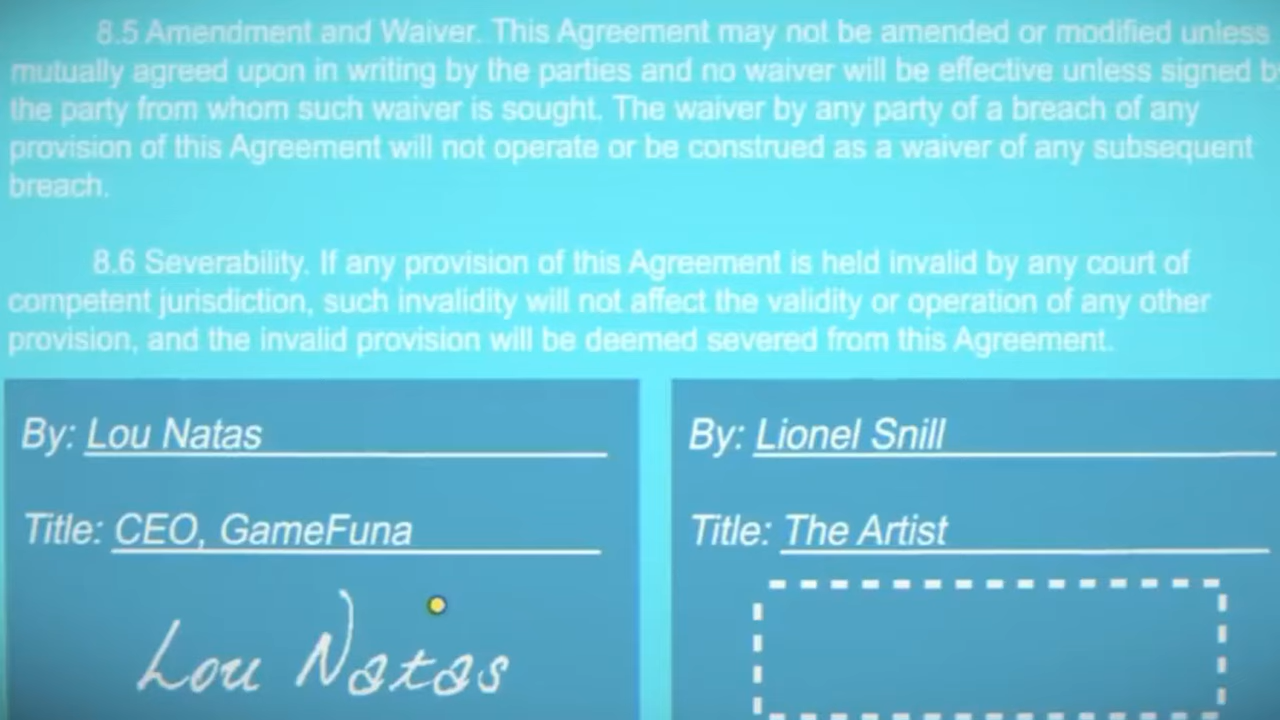 8.5 Amendment and Waiver. This Agreement may not be amended or modified unless
mutually agreed upon in writing by the parties and no waiver will be effective unless signed by
the party from whom such waiver is sought. The waiver by any party of a breach of any
provision of this Agreement will not operate or be construed as a waiver of any subsequent
breach.
8.6 Severability. If any provision of this Agreement is held invalid by any court of
competent jurisdiction, such invalidity will not affect the validity or operation of any other
provision, and the invalid provision will be deemed severed from this Agreement.
By: Lou Natas
Title: CEO, GameFuna
Lou Natas
By: Lionel Snill
Title: The Artist